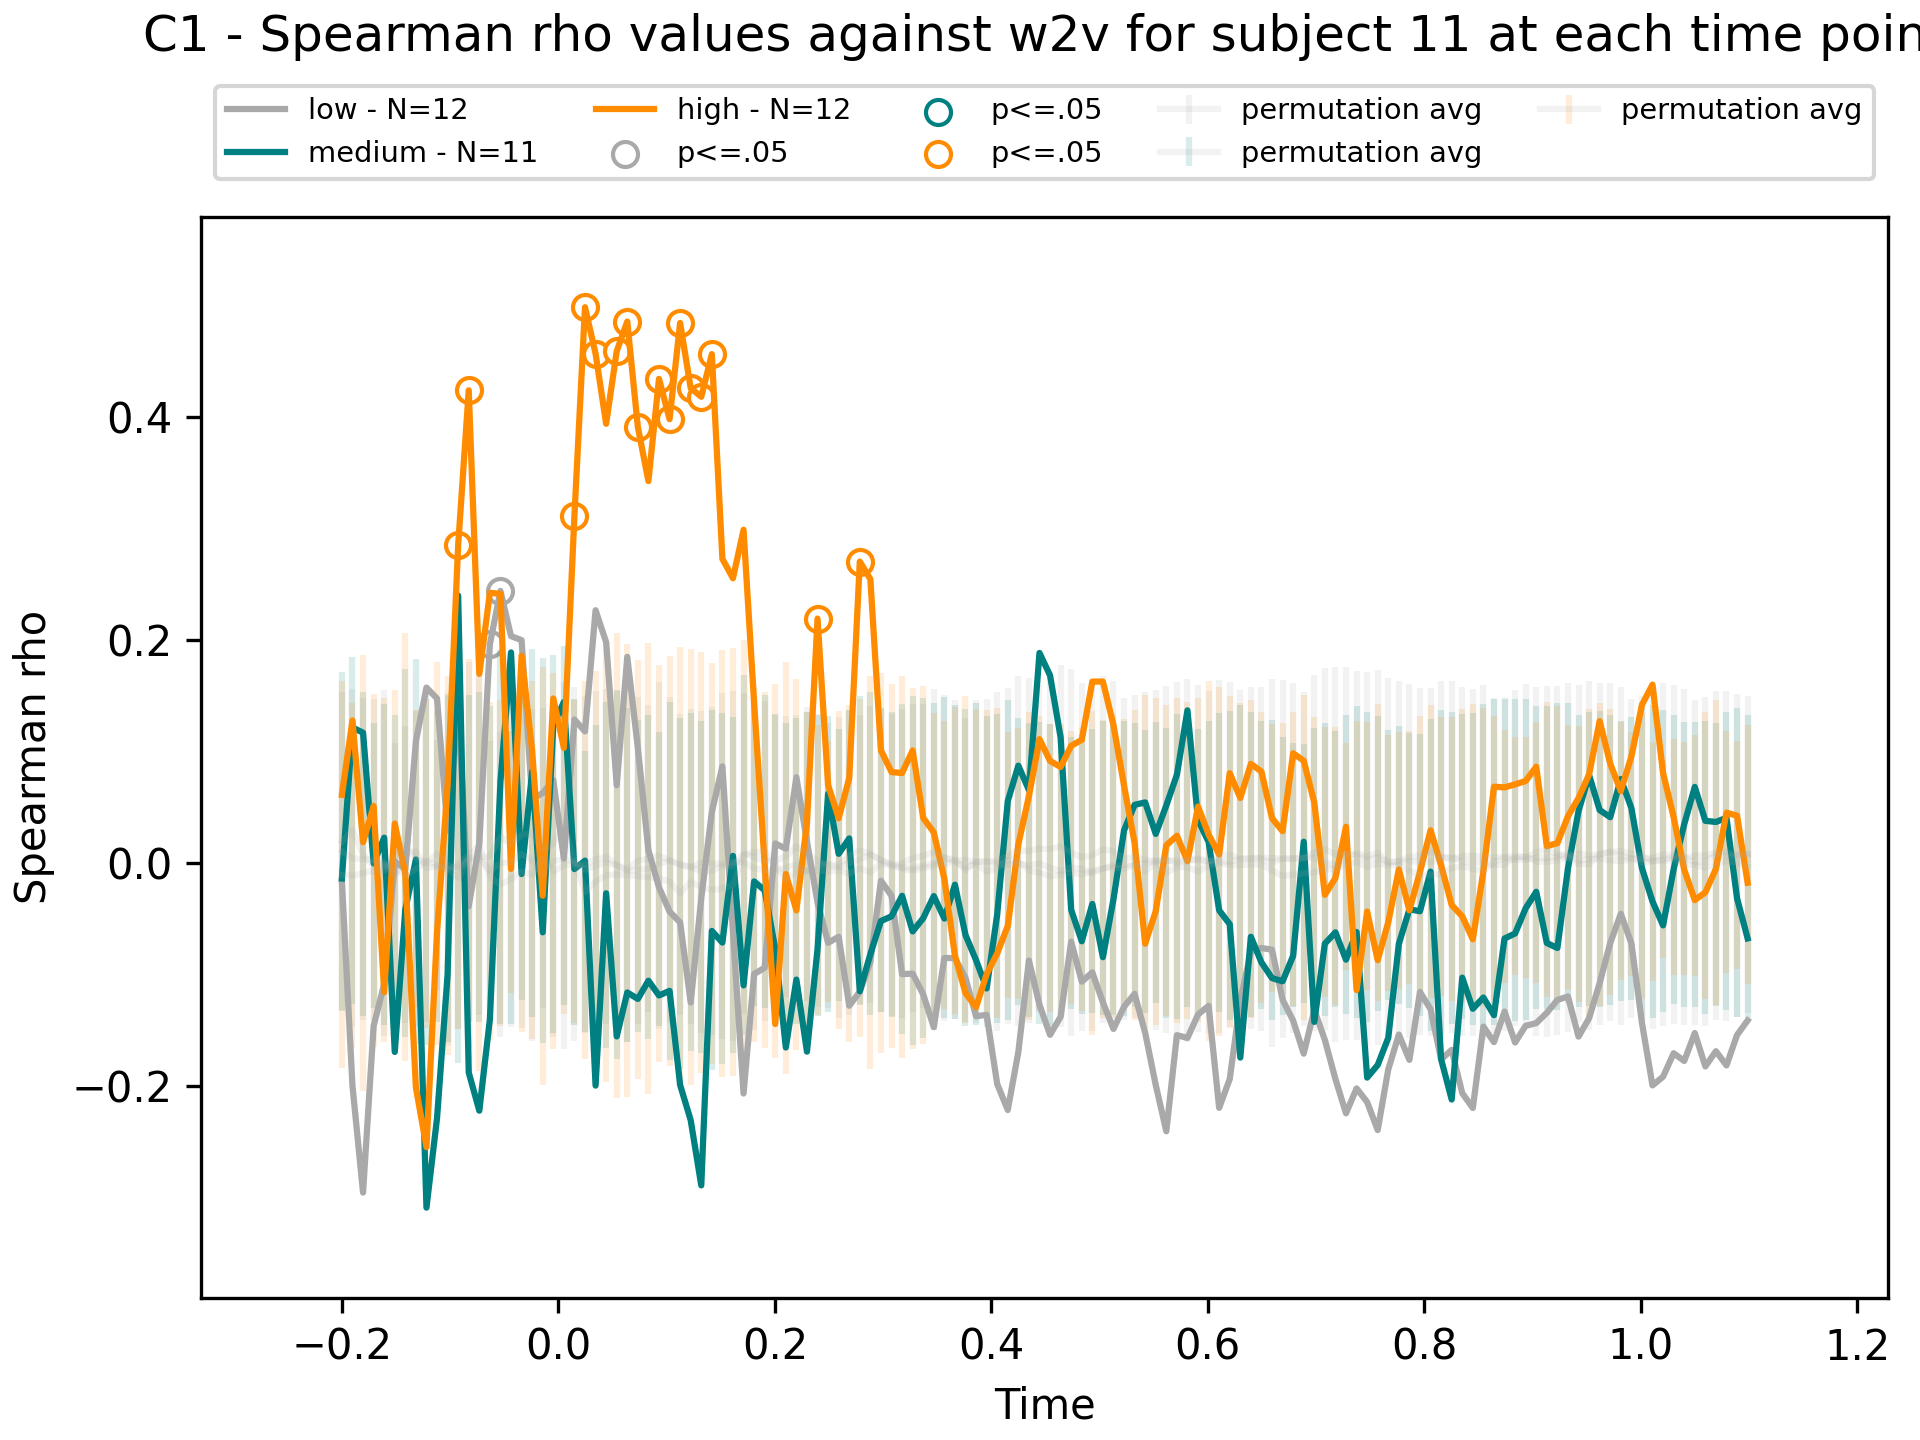 C1 - Spearman rho values against w2v for subject 11 at each time poin
low - N=12 high - N=12 p<=.05 permutation avg permutation avg
medium - N=11 p<=.05 p<=.05 permutation avg
Spearman rho
0.4
0.2
0.0
−0.2
−0.2 0.0 0.2 0.4 0.6 0.8 1.0 1.2
Time